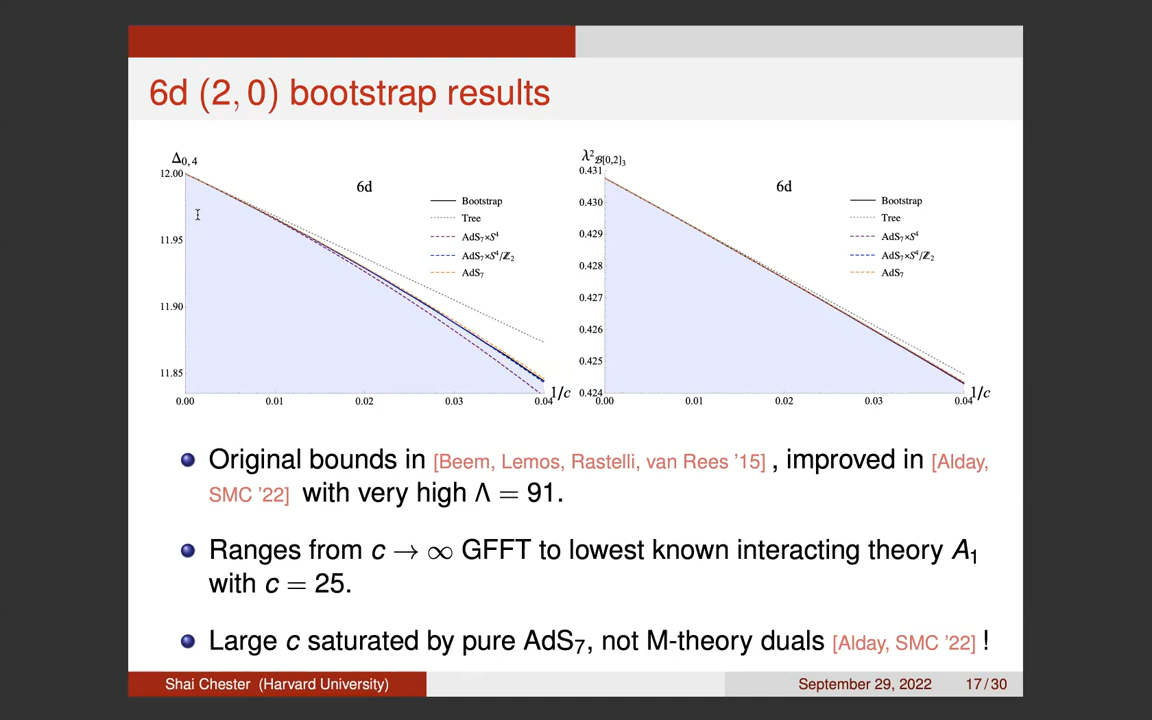 6d (2, 0) bootstrap results
Δ0,4
12.00
11.95
11.90
11.85
0.00 0.01 0.02 0.03 0.04
1/c
6d
Bootstrap
Tree
AdS₇×S⁴
AdS₇×S⁴/ℤ₂
AdS₇
λ²𝓑[0,2]₃
0.431
0.430
0.429
0.428
0.427
0.426
0.425
0.424
0.00 0.01 0.02 0.03 0.04
1/c
6d
Bootstrap
Tree
AdS₇×S⁴
AdS₇×S⁴/ℤ₂
AdS₇
Original bounds in [Beem, Lemos, Rastelli, van Rees '15] , improved in [Alday,
SMC '22] with very high Λ = 91.
Ranges from c → ∞ GFFT to lowest known interacting theory A₁
with c = 25.
Large c saturated by pure AdS₇, not M-theory duals [Alday, SMC '22] !
Shai Chester (Harvard University) September 29, 2022 17 / 30